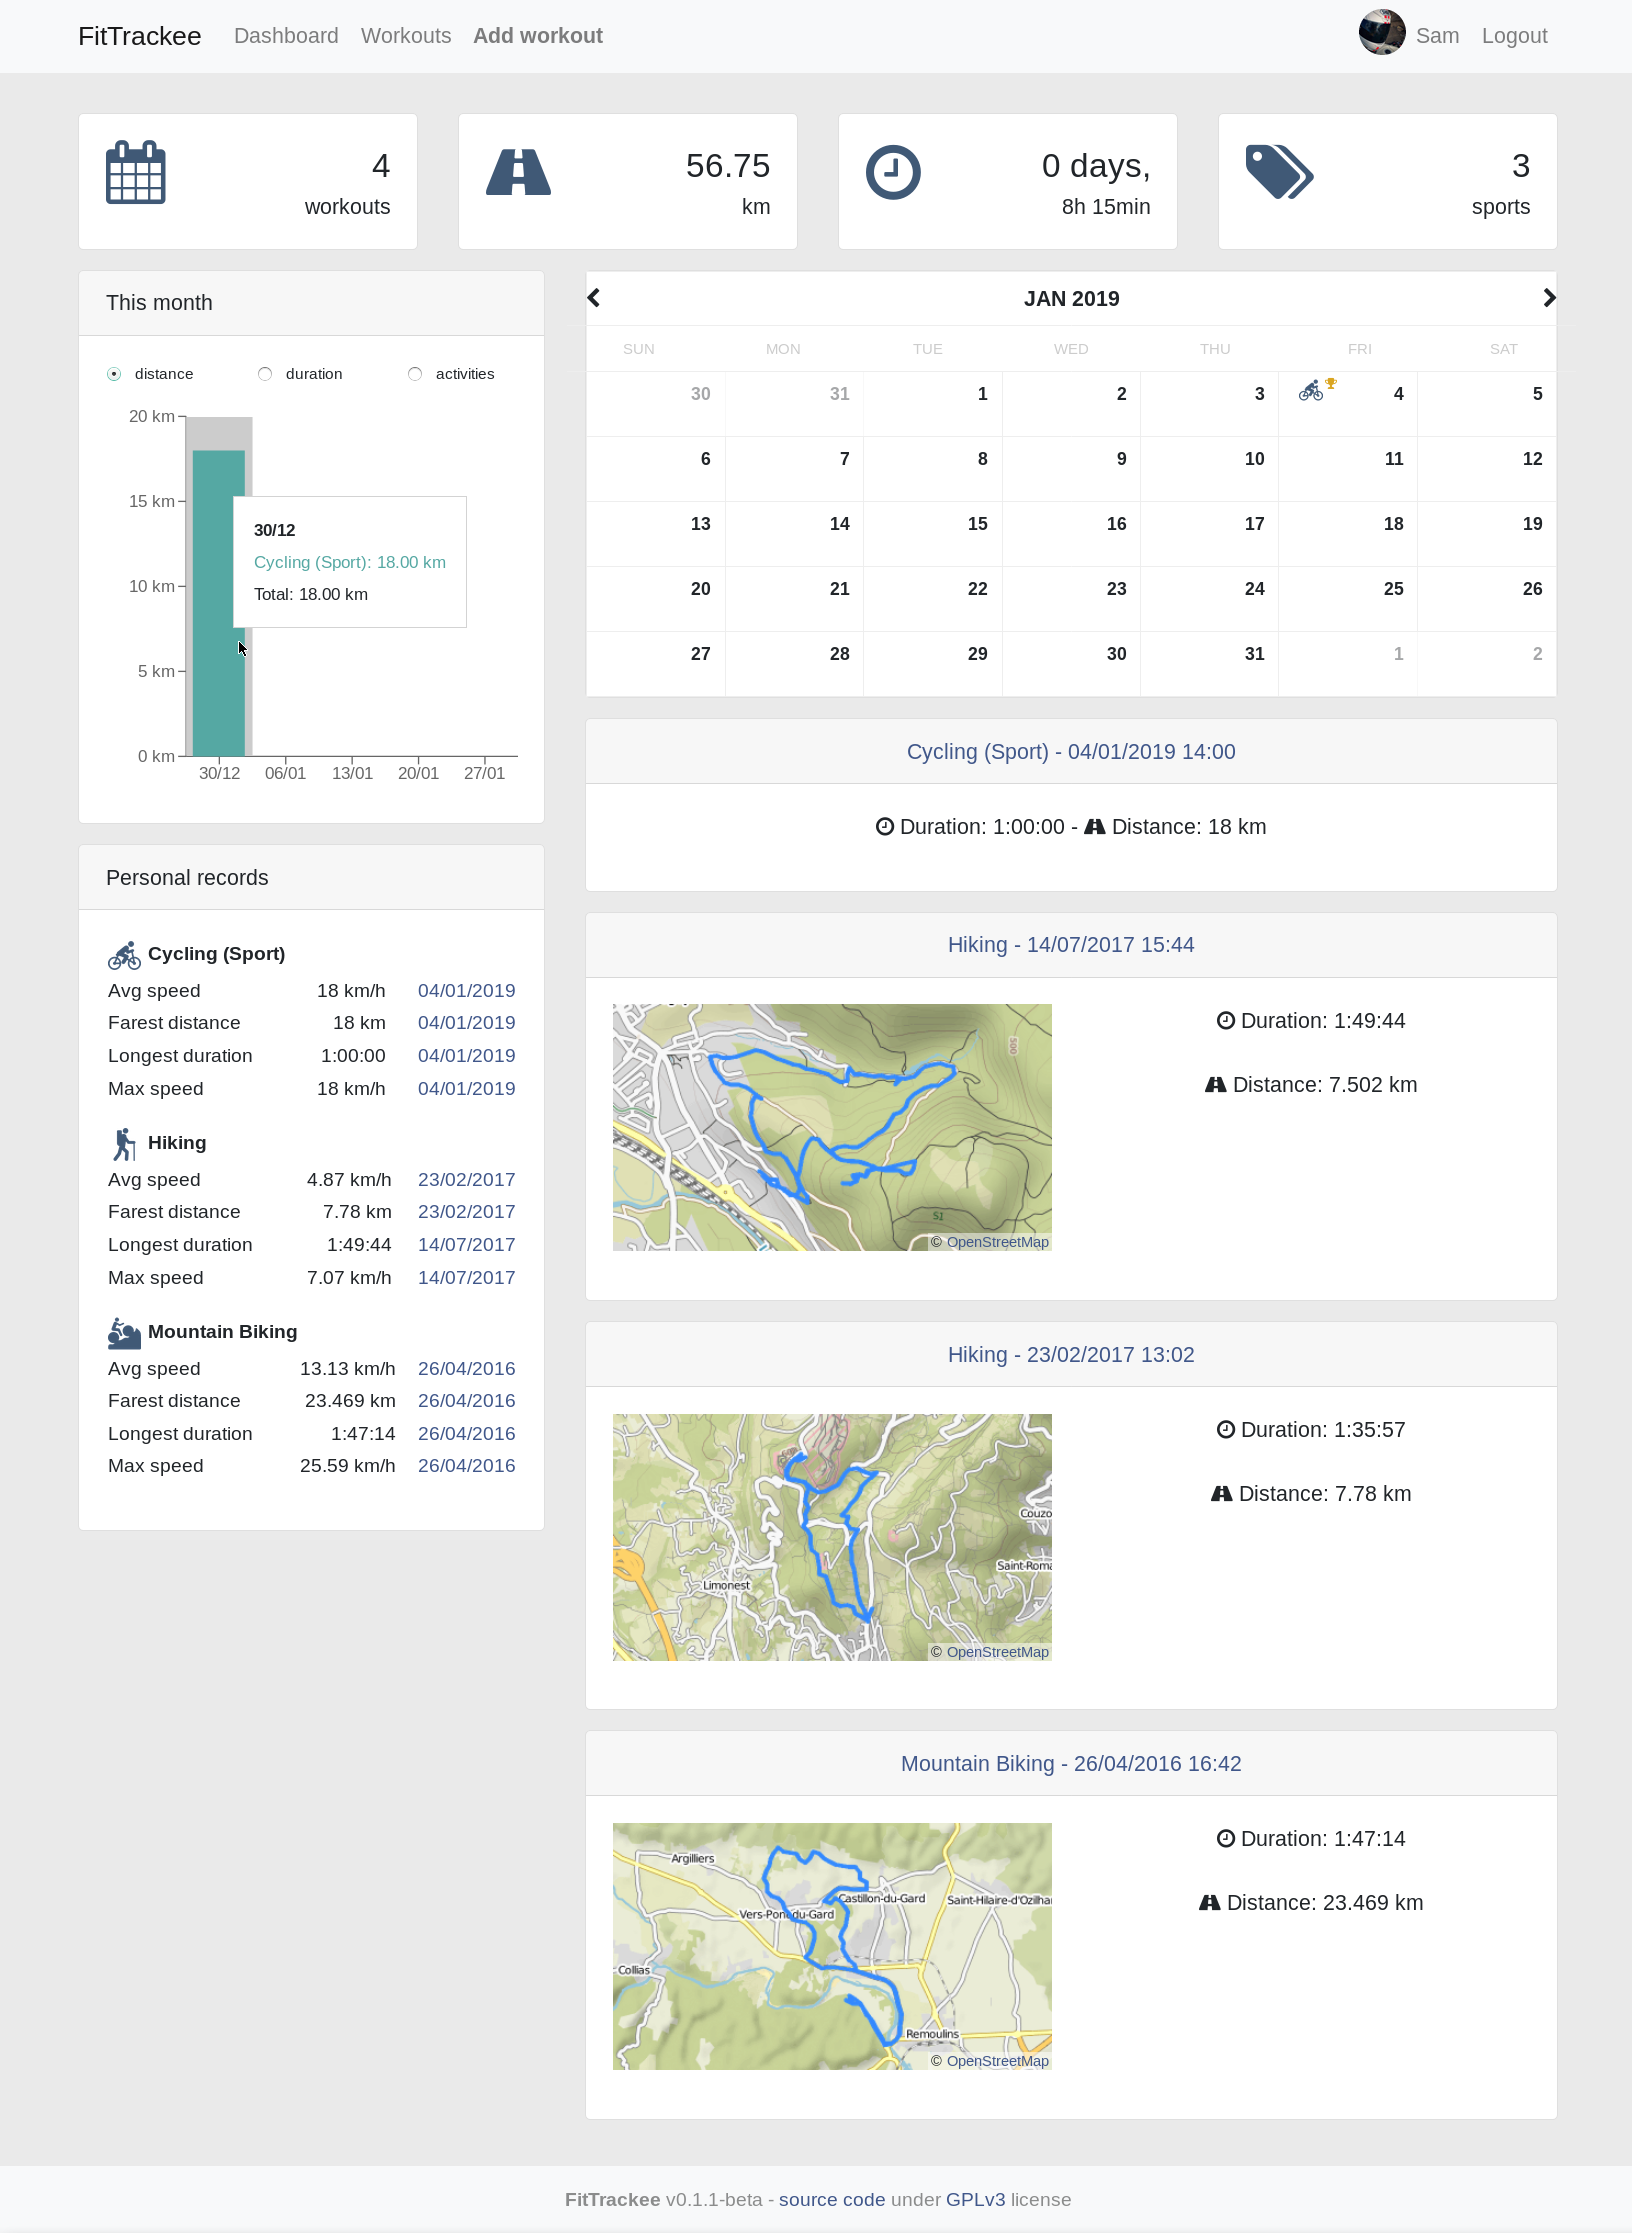 FitTrackee Dashboard Workouts Add workout Sam Logout
4
workouts
56.75
km
0 days,
8h 15min
3
sports
This month
distance duration activities
20 km
15 km
10 km
5 km
0 km
30/12 06/01 13/01 20/01 27/01
30/12
Cycling (Sport): 18.00 km
Total: 18.00 km
Personal records
Cycling (Sport)
Avg speed 18 km/h 04/01/2019
Farest distance 18 km 04/01/2019
Longest duration 1:00:00 04/01/2019
Max speed 18 km/h 04/01/2019
Hiking
Avg speed 4.87 km/h 23/02/2017
Farest distance 7.78 km 23/02/2017
Longest duration 1:49:44 14/07/2017
Max speed 7.07 km/h 14/07/2017
Mountain Biking
Avg speed 13.13 km/h 26/04/2016
Farest distance 23.469 km 26/04/2016
Longest duration 1:47:14 26/04/2016
Max speed 25.59 km/h 26/04/2016
JAN 2019
SUN MON TUE WED THU FRI SAT
30 31 1 2 3 4 5
6 7 8 9 10 11 12
13 14 15 16 17 18 19
20 21 22 23 24 25 26
27 28 29 30 31 1 2
Cycling (Sport) - 04/01/2019 14:00
Duration: 1:00:00 - Distance: 18 km
Hiking - 14/07/2017 15:44
500
51
© OpenStreetMap
Duration: 1:49:44
Distance: 7.502 km
Hiking - 23/02/2017 13:02
Couzo
Saint-Roma
Limonest
© OpenStreetMap
Duration: 1:35:57
Distance: 7.78 km
Mountain Biking - 26/04/2016 16:42
Argilliers
Castillon-du-Gard
Saint-Hilaire-d'Ozilhan
Vers-Pont-du-Gard
Collias
Remoulins
© OpenStreetMap
Duration: 1:47:14
Distance: 23.469 km
FitTrackee v0.1.1-beta - source code under GPLv3 license